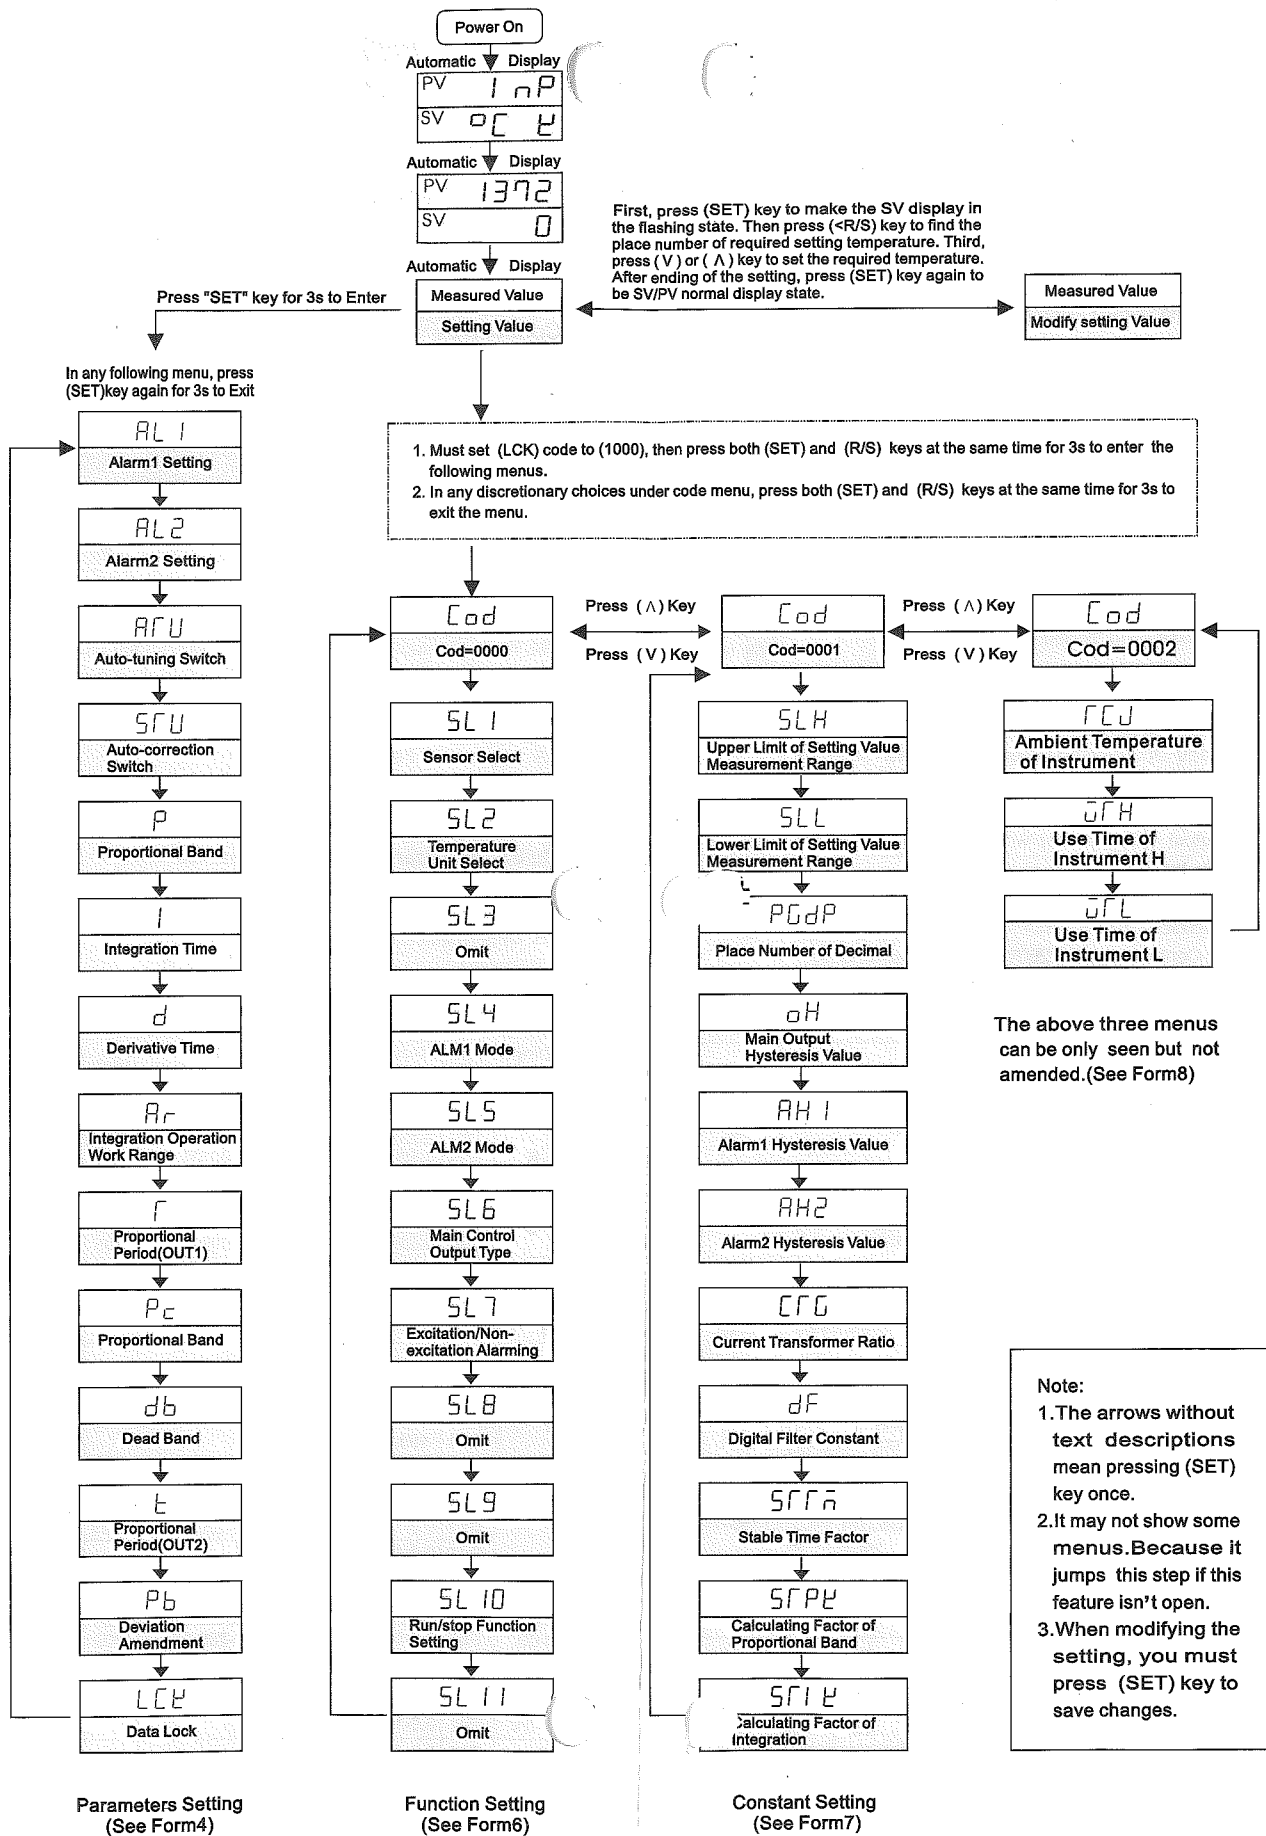 Power On
Automatic Display
PV InP
SV °C K
Automatic Display
PV 1372
SV 0
Automatic Display
Measured Value
Setting Value
First, press (SET) key to make the SV display in
the flashing state. Then press (<R/S) key to find the
place number of required setting temperature. Third,
press (V) or (Λ) key to set the required temperature.
After ending of the setting, press (SET) key again to
be SV/PV normal display state.
Measured Value
Modify setting Value
Press "SET" key for 3s to Enter
In any following menu, press
(SET)key again for 3s to Exit
1. Must set (LCK) code to (1000), then press both (SET) and (R/S) keys at the same time for 3s to enter the
following menus.
2. In any discretionary choices under code menu, press both (SET) and (R/S) keys at the same time for 3s to
exit the menu.
AL1
Alarm1 Setting
AL2
Alarm2 Setting
ATU
Auto-tuning Switch
STU
Auto-correction
Switch
P
Proportional Band
I
Integration Time
d
Derivative Time
Ar
Integration Operation
Work Range
T
Proportional
Period(OUT1)
Pc
Proportional Band
db
Dead Band
t
Proportional
Period(OUT2)
Pb
Deviation
Amendment
LCK
Data Lock
Parameters Setting
(See Form4)
Cod
Cod=0000
SL1
Sensor Select
SL2
Temperature
Unit Select
SL3
Omit
SL4
ALM1 Mode
SL5
ALM2 Mode
SL6
Main Control
Output Type
SL7
Excitation/Non-
excitation Alarming
SL8
Omit
SL9
Omit
SL10
Run/stop Function
Setting
SL11
Omit
Function Setting
(See Form6)
Press (Λ) Key
Press (V) Key
Cod
Cod=0001
SLH
Upper Limit of Setting Value
Measurement Range
SLL
Lower Limit of Setting Value
Measurement Range
PGdP
Place Number of Decimal
oH
Main Output
Hysteresis Value
AH1
Alarm1 Hysteresis Value
AH2
Alarm2 Hysteresis Value
CTG
Current Transformer Ratio
dF
Digital Filter Constant
STTM
Stable Time Factor
STPK
Calculating Factor of
Proportional Band
STIK
Calculating Factor of
Integration
Constant Setting
(See Form7)
Press (Λ) Key
Press (V) Key
Cod
Cod=0002
TCJ
Ambient Temperature
of Instrument
WTH
Use Time of
Instrument H
WTL
Use Time of
Instrument L
The above three menus
can be only seen but not
amended.(See Form8)
Note:
1.The arrows without
text descriptions
mean pressing (SET)
key once.
2.It may not show some
menus.Because it
jumps this step if this
feature isn't open.
3.When modifying the
setting, you must
press (SET) key to
save changes.